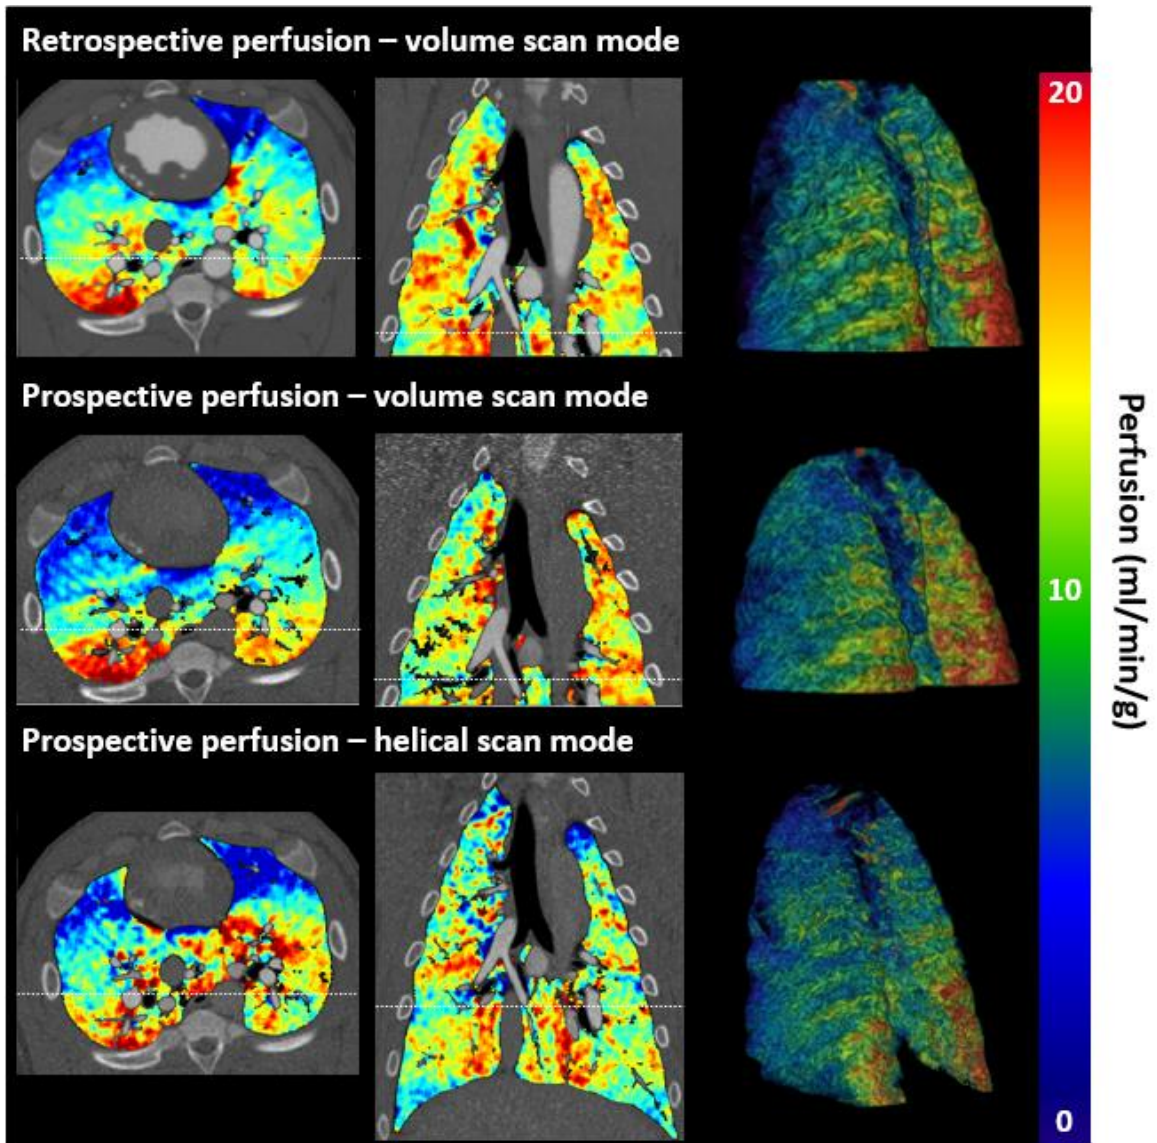 Retrospective perfusion – volume scan mode
20
Prospective perfusion – volume scan mode
10
Perfusion (ml/min/g)
Prospective perfusion – helical scan mode
0